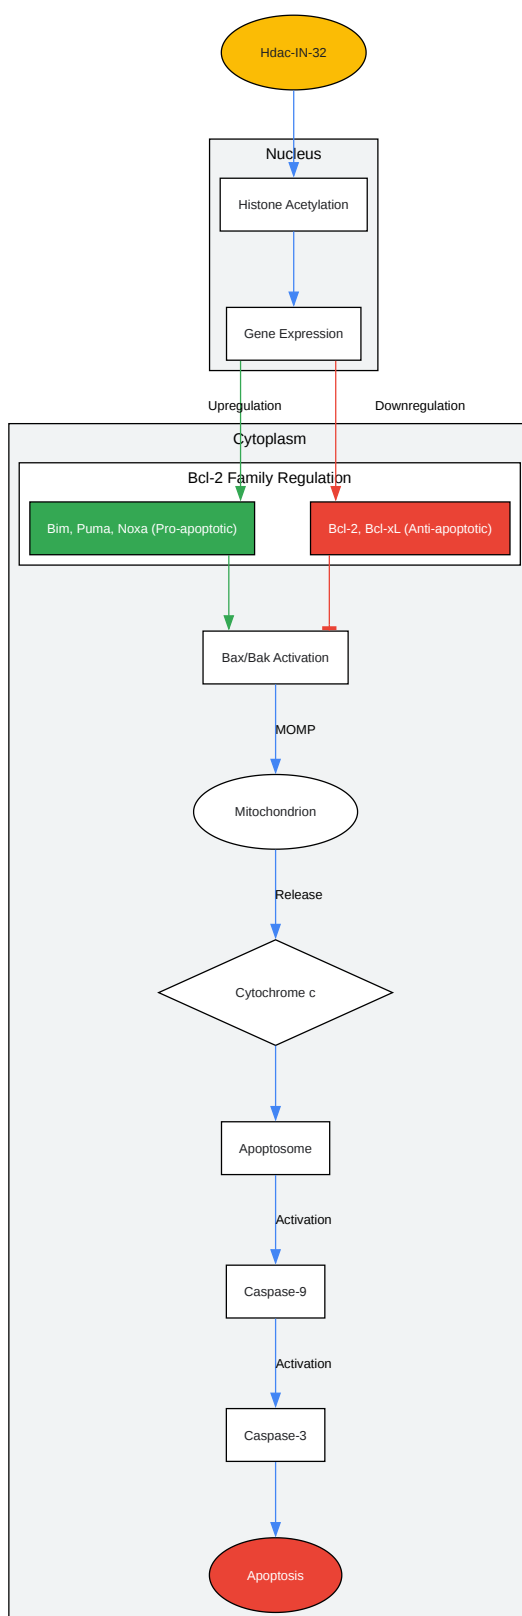 Hdac-IN-32
Nucleus
Histone Acetylation
Gene Expression
Upregulation
Downregulation
Cytoplasm
Bcl-2 Family Regulation
Bim, Puma, Noxa (Pro-apoptotic)
Bcl-2, Bcl-xL (Anti-apoptotic)
Bax/Bak Activation
MOMP
Mitochondrion
Release
Cytochrome c
Apoptosome
Activation
Caspase-9
Activation
Caspase-3
Apoptosis